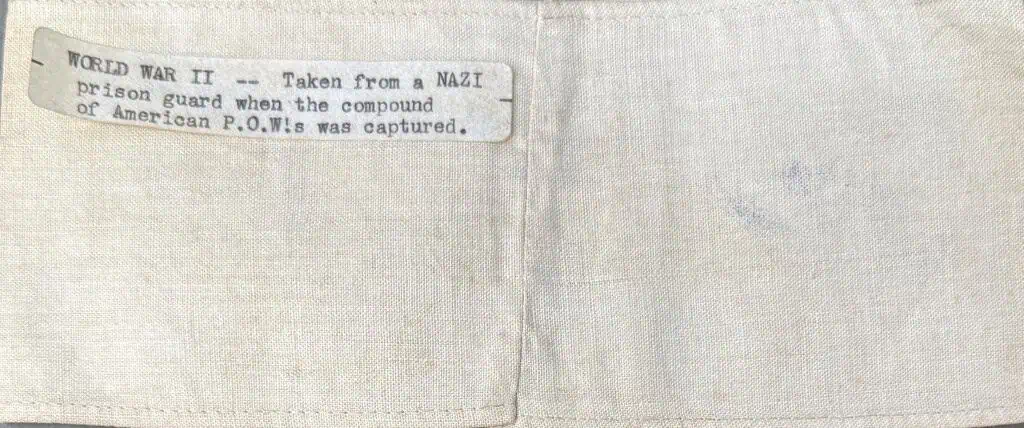 WORLD WAR II -- Taken from a NAZI
prison guard when the compound
of American P.O.W!s was captured.